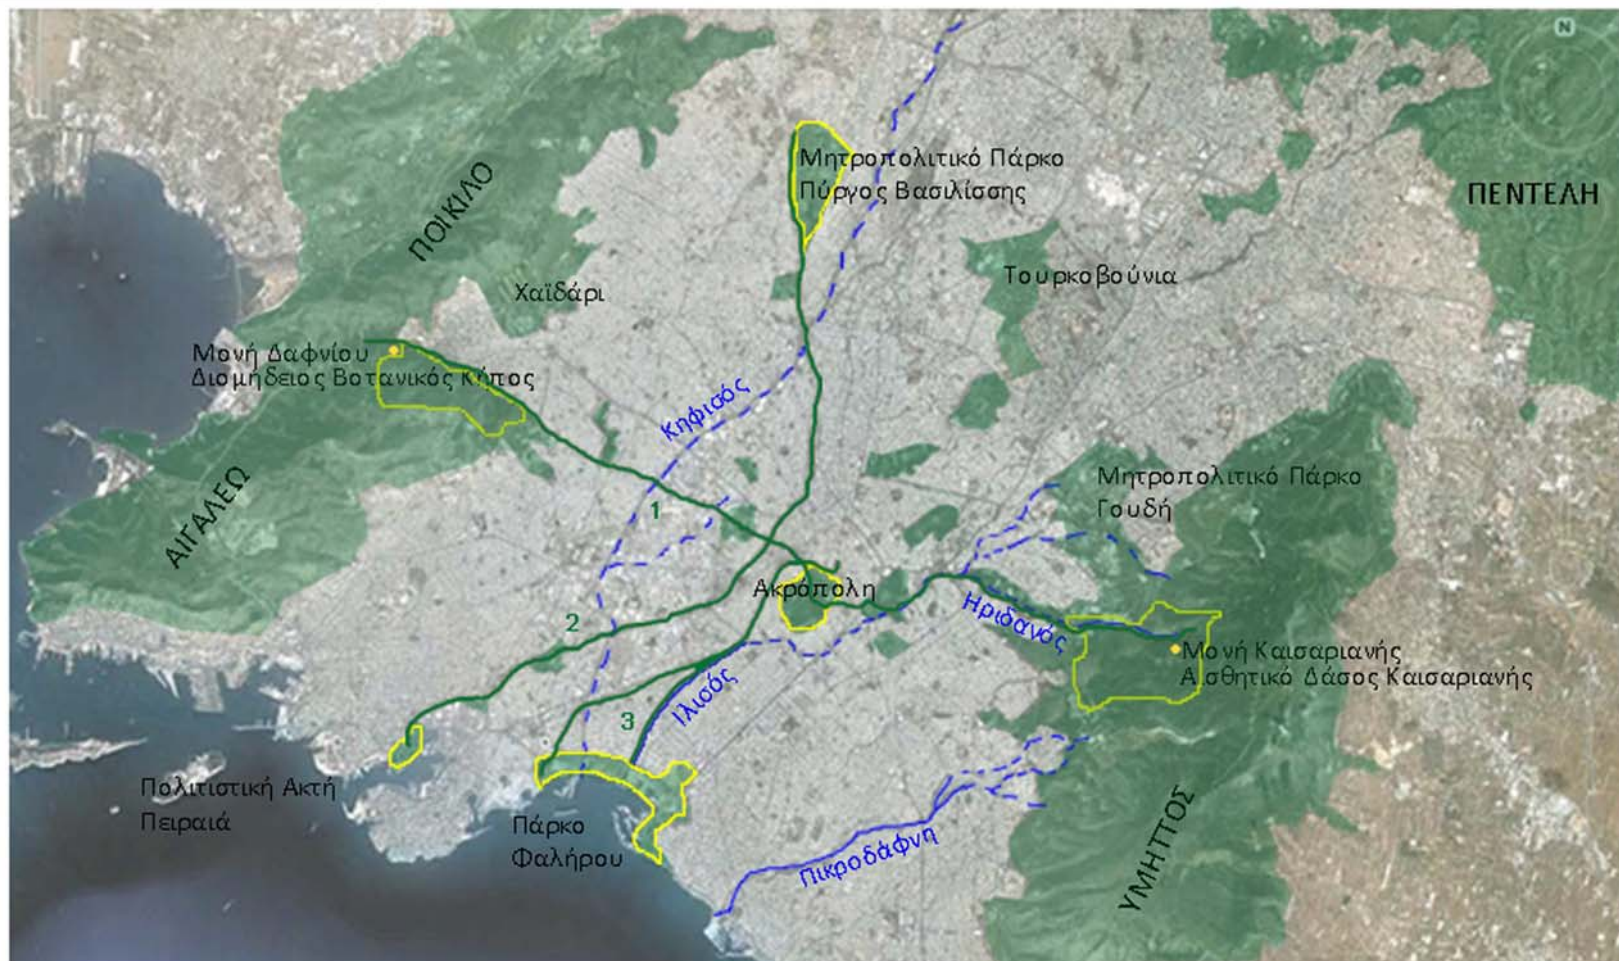 N
Μητροπολιτικό Πάρκο
Πύργος Βασιλίσσης
ΠΕΝΤΕΛΗ
ΠΟΙΚΙΛΟ
Τουρκοβούνια
Χαϊδάρι
Μονή Δαφνίου
Διομήδειος Βοτανικός Κήπος
Κηφισός
Μητροπολιτικό Πάρκο
Γουδή
ΑΙΓΑΛΕΩ
1
Ακρόπολη
Ηριδανός
2
Μονή Καισαριανής
Αισθητικό Δάσος Καισαριανής
Ιλισός
3
Πολιτιστική Ακτή
Πειραιά
Πάρκο
Φαλήρου
Πικροδάφνη
ΥΜΗΤΤΟΣ